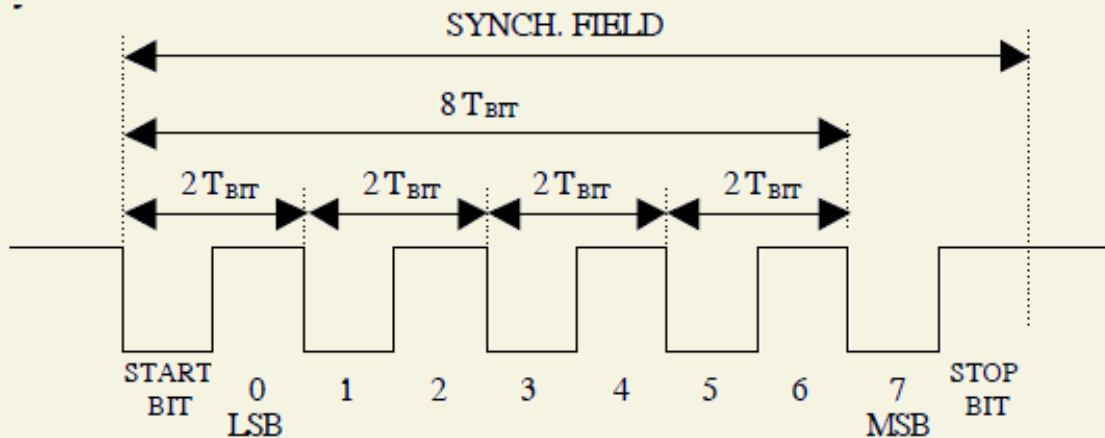 SYNCH. FIELD
8 TBIT
2 TBIT 2 TBIT 2 TBIT 2 TBIT
START BIT 0 LSB 1 2 3 4 5 6 7 MSB STOP BIT